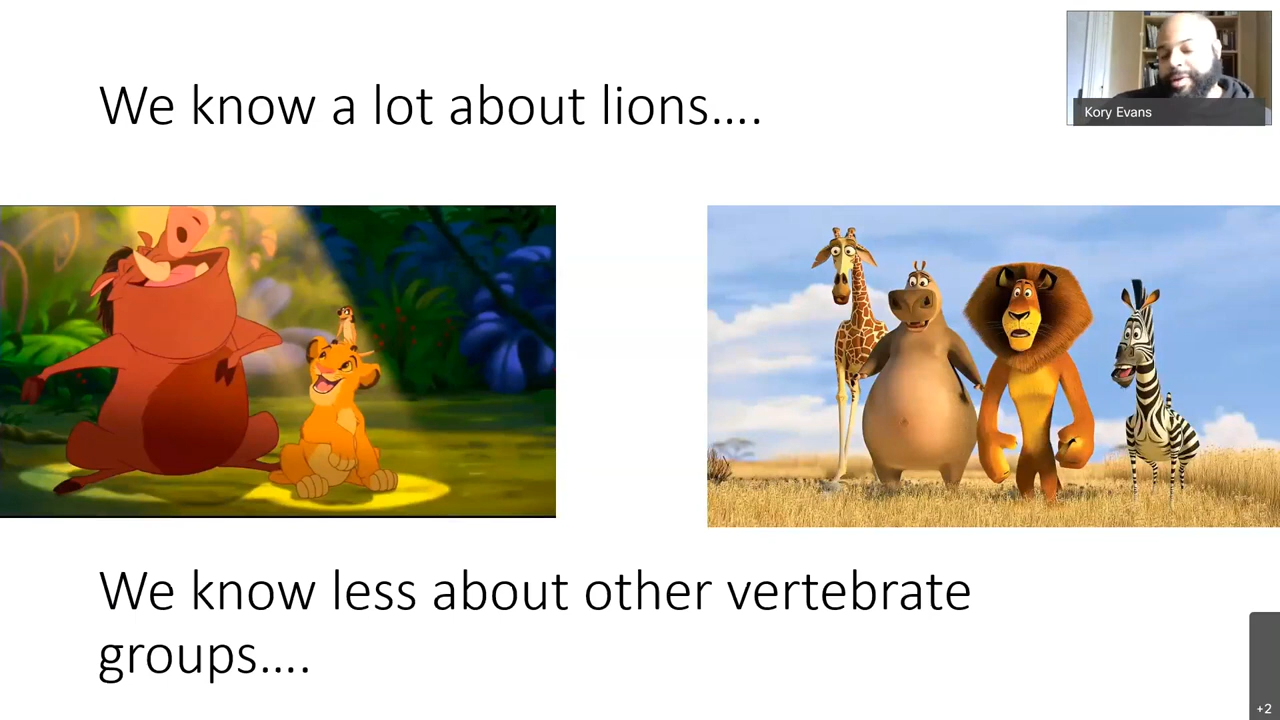 We know a lot about lions….
Kory Evans
We know less about other vertebrate
groups….
+2